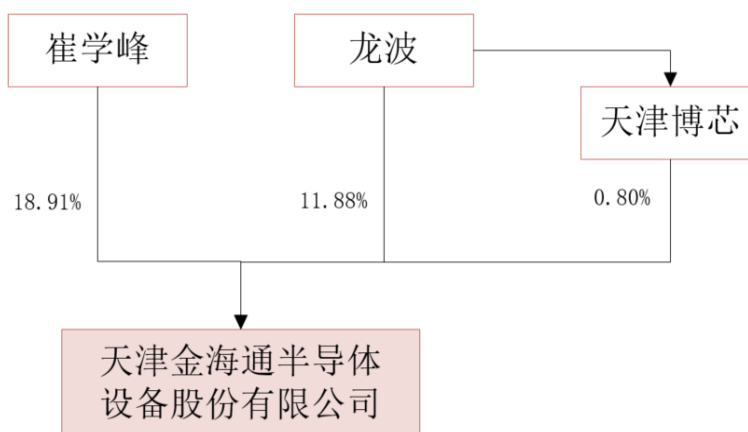 崔学峰
龙波
天津博芯
18.91%
11.88%
0.80%
天津金海通半导体
设备股份有限公司